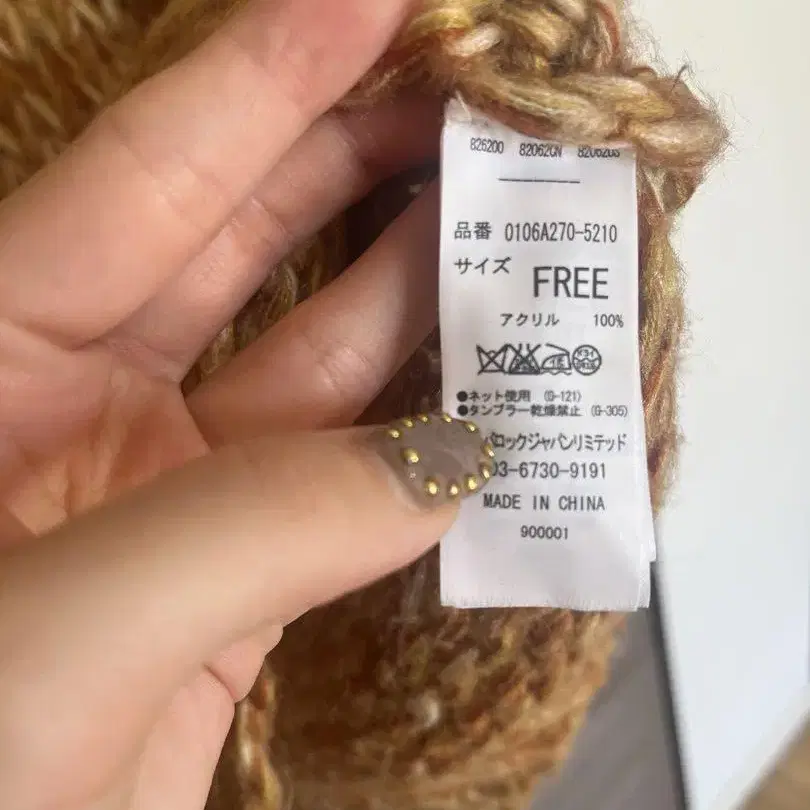 826200 82062CN 82062GS
品番 0106A270-5210
サイズ FREE
アクリル 100%
●ネット使用 (G-121)
●タンブラー乾燥禁止 (G-305)
バロックジャパンリミテッド
03-6730-9191
MADE IN CHINA
900001